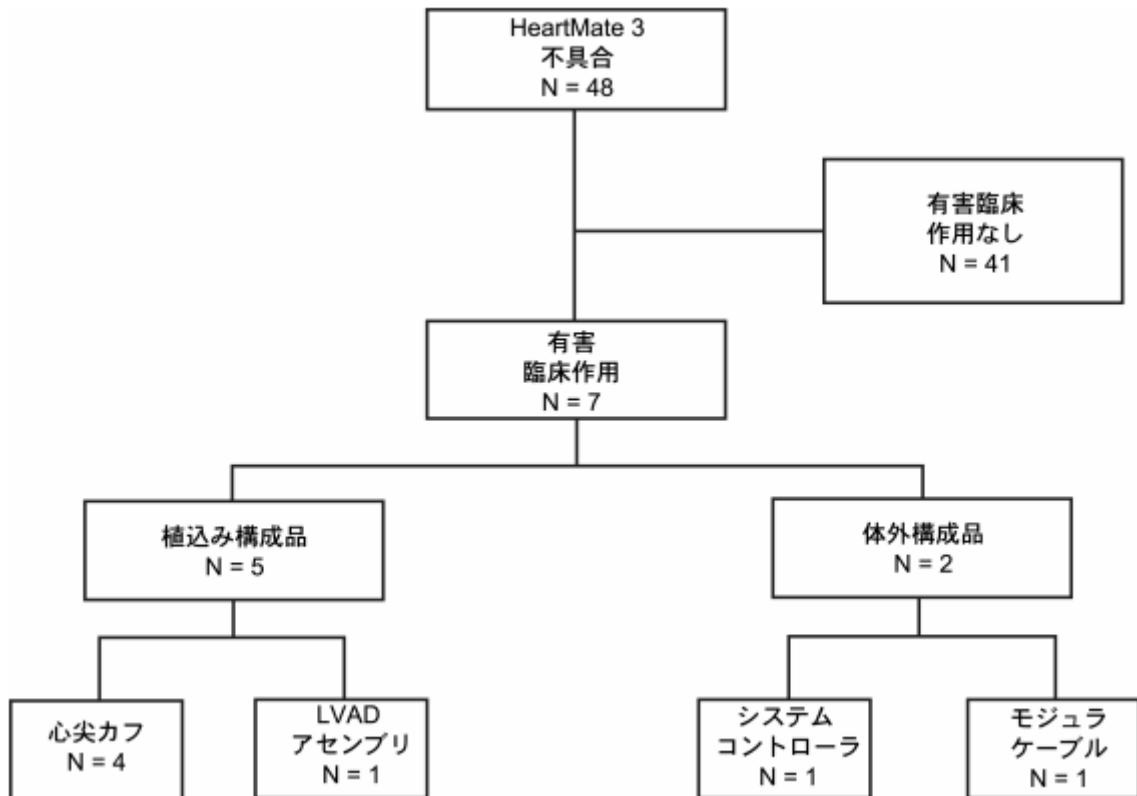 HeartMate 3
不具合
N = 48
有害臨床
作用なし
N = 41
有害
臨床作用
N = 7
植込み構成品
N = 5
体外構成品
N = 2
心尖カフ
N = 4
LVAD
アセンブリ
N = 1
システム
コントローラ
N = 1
モジュラ
ケーブル
N = 1